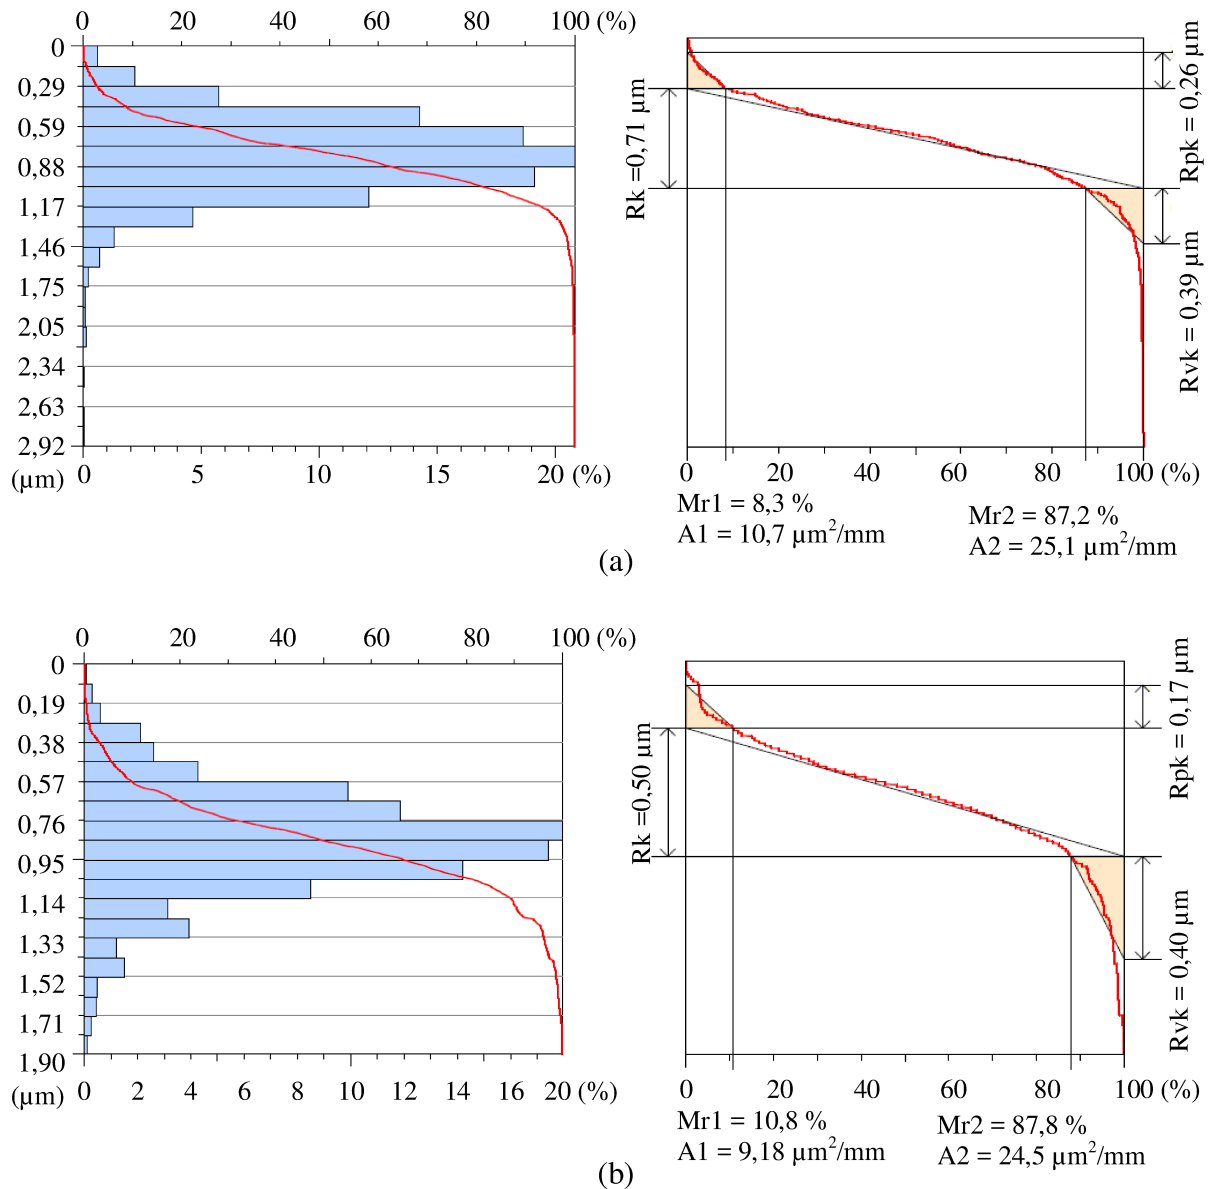 0 20 40 60 80 100 (%)
0
0,29
0,59
0,88
1,17
1,46
1,75
2,05
2,34
2,63
2,92
(µm)
0 5 10 15 20 (%)
Rk =0,71 µm
Rpk = 0,26 µm
Rvk = 0,39 µm
0 20 40 60 80 100 (%)
Mr1 = 8,3 %
A1 = 10,7 µm²/mm
Mr2 = 87,2 %
A2 = 25,1 µm²/mm
(a)
0 20 40 60 80 100 (%)
0
0,19
0,38
0,57
0,76
0,95
1,14
1,33
1,52
1,71
1,90
(µm)
0 2 4 6 8 10 12 14 16 20 (%)
Rk =0,50 µm
Rpk = 0,17 µm
Rvk = 0,40 µm
0 20 40 60 80 100 (%)
Mr1 = 10,8 %
A1 = 9,18 µm²/mm
Mr2 = 87,8 %
A2 = 24,5 µm²/mm
(b)